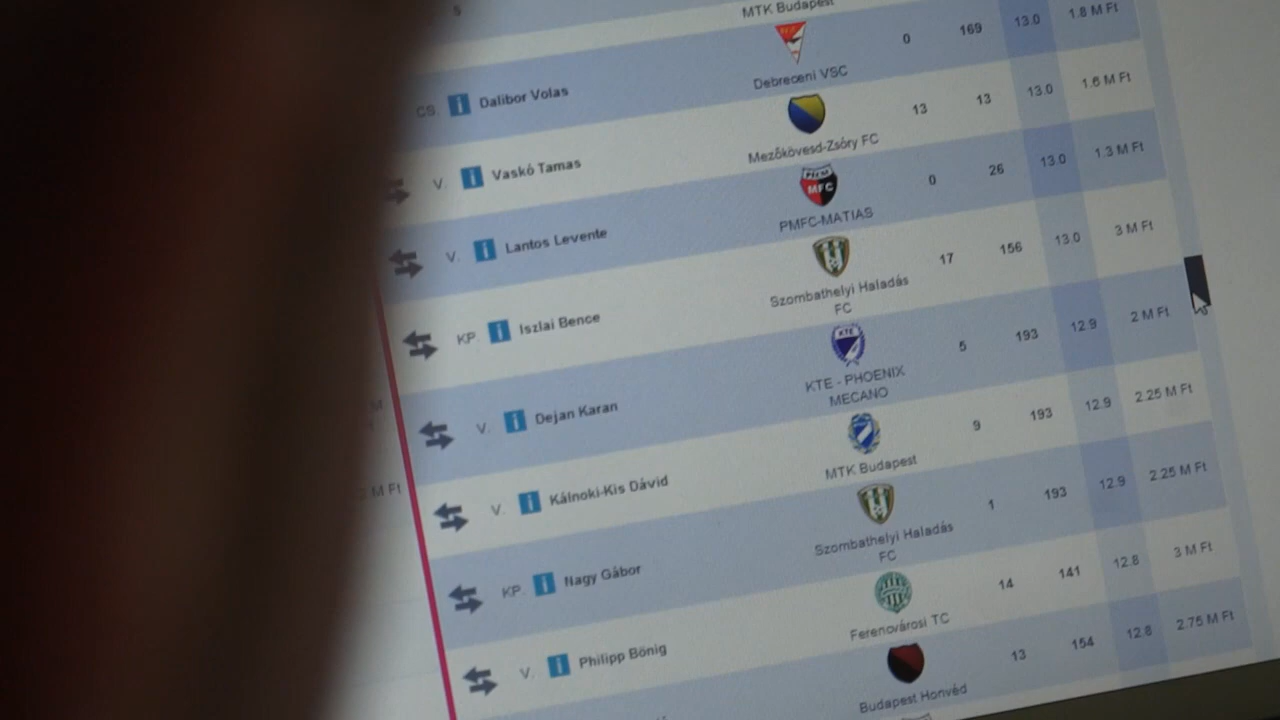 MTK Budapest
CS. Dalibor Volas Debreceni VSC 0 169 13.0 1.8 M Ft
V. Vaskó Tamas Mezőkövesd-Zsóry FC 13 13 13.0 1.6 M Ft
PÉCSI
MFC
V. Lantos Levente PMFC-MATIAS 0 26 13.0 1.3 M Ft
KP. Iszlai Bence Szombathelyi Haladás 17 156 13.0 3 M Ft
FC
KTE
V. Dejan Karan KTE - PHOENIX 5 193 12.9 2 M Ft
MECANO
V. Kálnoki-Kis Dávid MTK Budapest 9 193 12.9 2.25 M Ft
KP. Nagy Gábor Szombathelyi Haladás 1 193 12.9 2.25 M Ft
FC
V. Philipp Bönig Ferencvárosi TC 14 141 12.8 3 M Ft
Budapest Honvéd 13 154 12.8 2.75 M Ft
M Ft